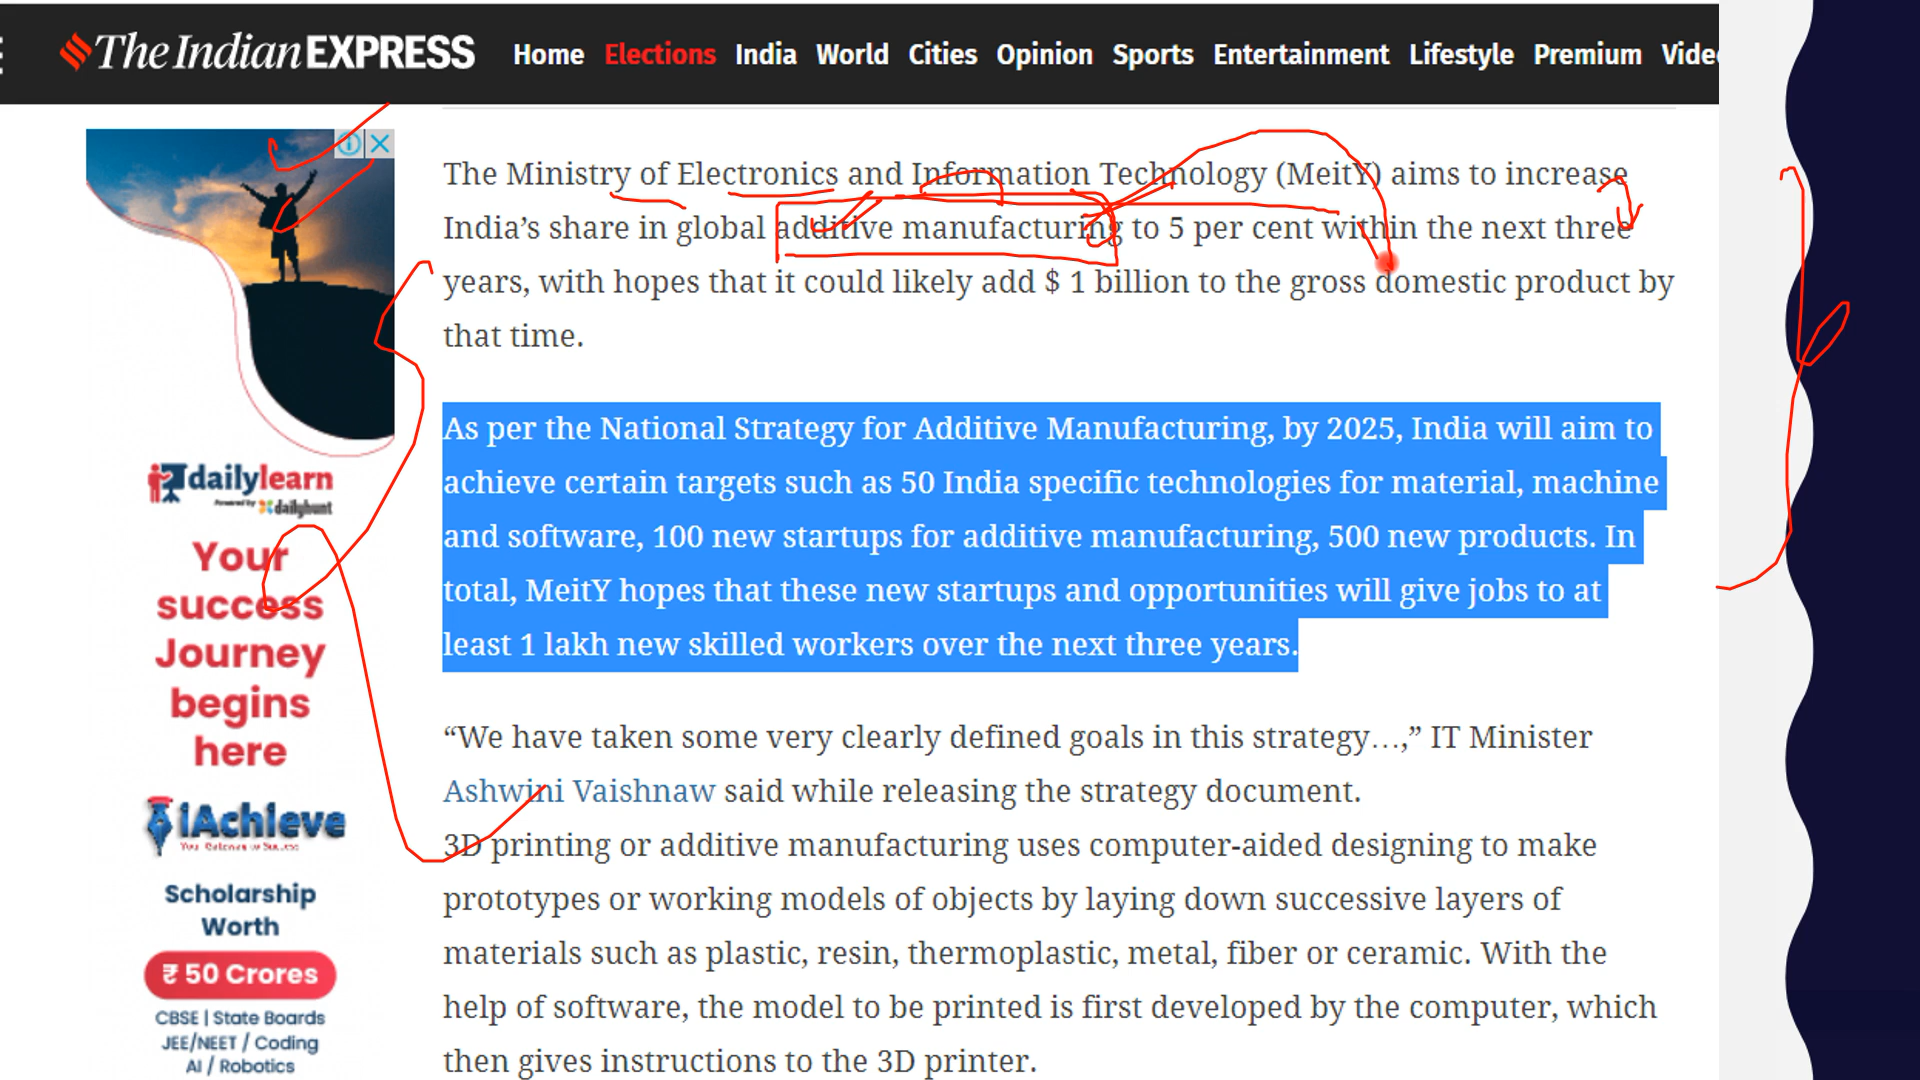 The Indian EXPRESS
Home Elections India World Cities Opinion Sports Entertainment Lifestyle Premium
The Ministry of Electronics and Information Technology (MeitY) aims to increase
India’s share in global additive manufacturing to 5 per cent within the next three
years, with hopes that it could likely add $ 1 billion to the gross domestic product by
that time.
As per the National Strategy for Additive Manufacturing, by 2025, India will aim to
achieve certain targets such as 50 India specific technologies for material, machine
and software, 100 new startups for additive manufacturing, 500 new products. In
total, MeitY hopes that these new startups and opportunities will give jobs to at
least 1 lakh new skilled workers over the next three years.
“We have taken some very clearly defined goals in this strategy…,” IT Minister
Ashwini Vaishnaw said while releasing the strategy document.
3D printing or additive manufacturing uses computer-aided designing to make
prototypes or working models of objects by laying down successive layers of
materials such as plastic, resin, thermoplastic, metal, fiber or ceramic. With the
help of software, the model to be printed is first developed by the computer, which
then gives instructions to the 3D printer.
dailylearn
Powered by dailyhunt
Your
success
Journey
begins
here
iAchieve
Your Gateway to Success
Scholarship
Worth
₹ 50 Crores
CBSE | State Boards
JEE/NEET / Coding
AI / Robotics